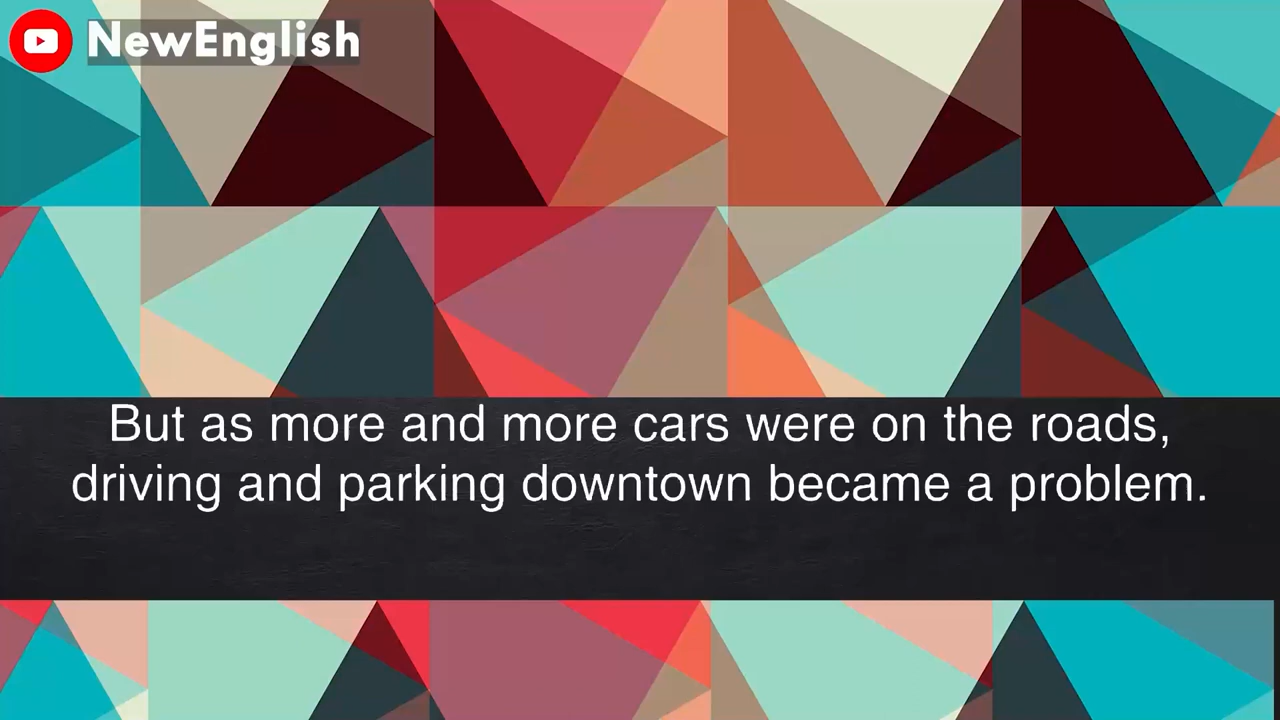 NewEnglish
But as more and more cars were on the roads,
driving and parking downtown became a problem.